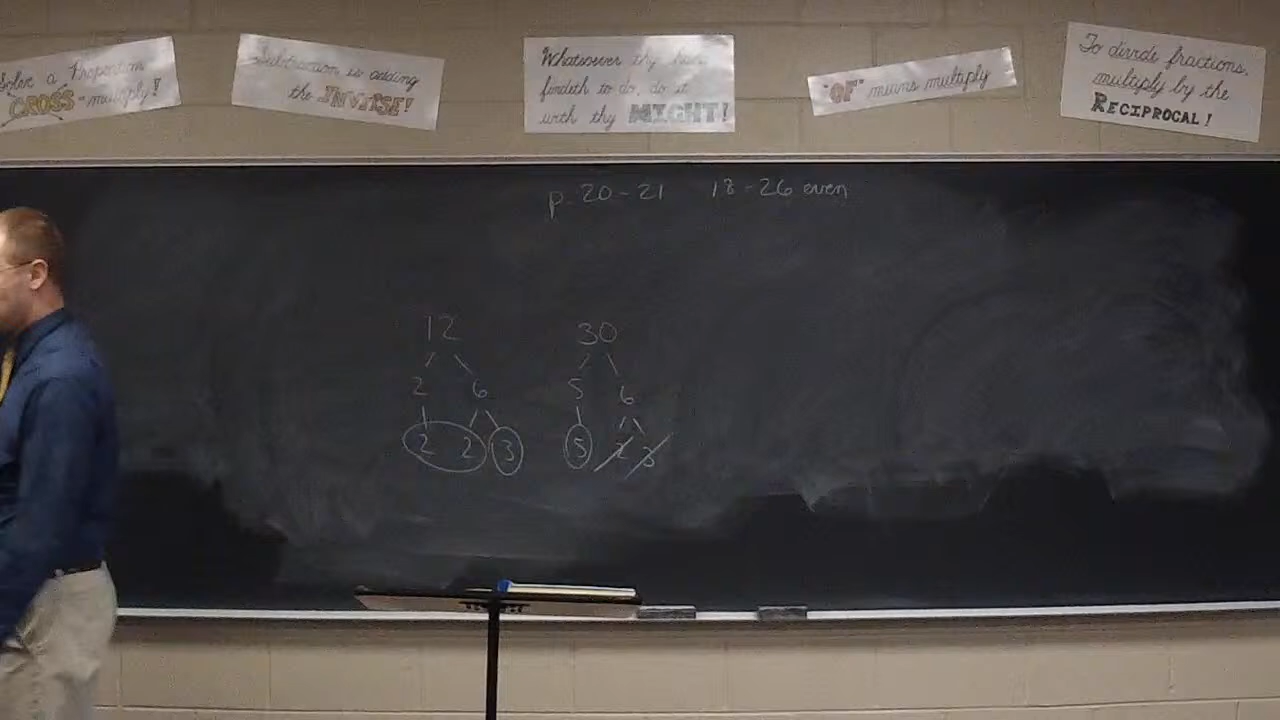 Solve a Proportion
"CROSS" multiply!
Subtraction is adding
the INVERSE!
Whatsoever thy hand
findeth to do, do it
with thy MIGHT!
"OF" means multiply
To divide fractions,
multiply by the
RECIPROCAL!
p. 20-21 18-26 even
12 30
2 6 5 6
2 2 3 5 2 3